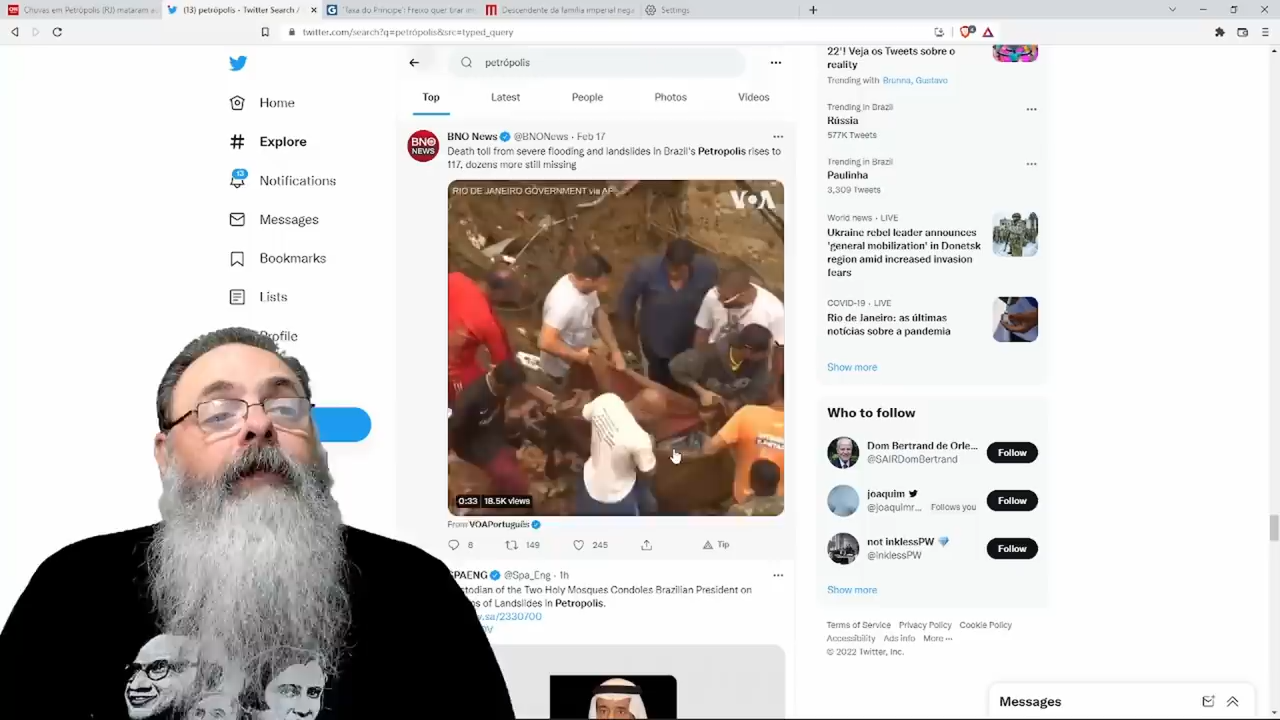 Chuvas em Petrópolis (RJ) mataram a
(13) petrópolis - Twitter Search /
'Taxa do Príncipe': Freixo quer tirar im
Descendente da família imperial nega
Settings
twitter.com/search?q=petrópolis&src=typed_query
petrópolis
Top
Latest
People
Photos
Videos
Home
Explore
13
Notifications
Messages
Bookmarks
Lists
Profile
BNO News @BNONews · Feb 17
Death toll from severe flooding and landslides in Brazil's Petropolis rises to
117, dozens more still missing
BNO
NEWS
RIO DE JANEIRO GOVERNMENT via AP
VOA
0:33 18.5K views
From VOAPortuguês
8
149
245
Tip
SPAENG @Spa_Eng · 1h
stodian of the Two Holy Mosques Condoles Brazilian President on
s of Landslides in Petropolis.
.sa/2330700
22'! Veja os Tweets sobre o
reality
Trending with Brunna, Gustavo
Trending in Brazil
Rússia
577K Tweets
Trending in Brazil
Paulinha
3,309 Tweets
World news · LIVE
Ukraine rebel leader announces
'general mobilization' in Donetsk
region amid increased invasion
fears
COVID-19 · LIVE
Rio de Janeiro: as últimas
notícias sobre a pandemia
Show more
Who to follow
Dom Bertrand de Orle...
@SAIRDomBertrand
Follow
joaquim
@joaquimr... Follows you
Follow
not inklessPW
@inklessPW
Follow
Show more
Terms of Service Privacy Policy Cookie Policy
Accessibility Ads info More ···
© 2022 Twitter, Inc.
Messages